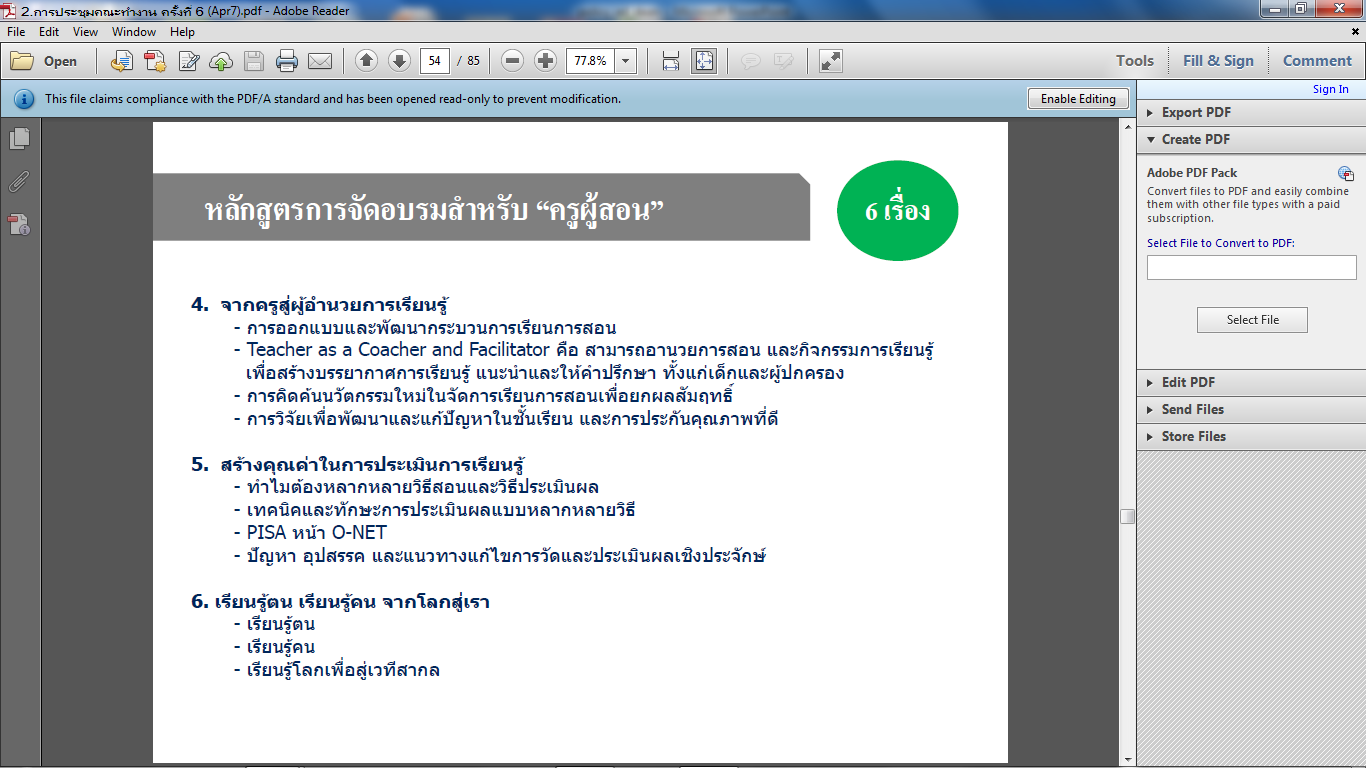 2.การประชุมคณะทำงาน ครั้งที่ 6 (Apr7).pdf - Adobe Reader
File Edit View Window Help
Open 54 / 85 77.8% Tools Fill & Sign Comment
This file claims compliance with the PDF/A standard and has been opened read-only to prevent modification. Enable Editing
Sign In
Export PDF
Create PDF
Adobe PDF Pack
Convert files to PDF and easily combine
them with other file types with a paid
subscription.
Select File to Convert to PDF:
Select File
Edit PDF
Send Files
Store Files
หลักสูตรการจัดอบรมสำหรับ “ครูผู้สอน”
6 เรื่อง
4. จากครูสู่ผู้อำนวยการเรียนรู้
- การออกแบบและพัฒนากระบวนการเรียนการสอน
- Teacher as a Coacher and Facilitator คือ สามารถอานวยการสอน และกิจกรรมการเรียนรู้
เพื่อสร้างบรรยากาศการเรียนรู้ แนะนำและให้คำปรึกษา ทั้งแก่เด็กและผู้ปกครอง
- การคิดค้นนวัตกรรมใหม่ในจัดการเรียนการสอนเพื่อยกผลสัมฤทธิ์
- การวิจัยเพื่อพัฒนาและแก้ปัญหาในชั้นเรียน และการประกันคุณภาพที่ดี
5. สร้างคุณค่าในการประเมินการเรียนรู้
- ทำไมต้องหลากหลายวิธีสอนและวิธีประเมินผล
- เทคนิคและทักษะการประเมินผลแบบหลากหลายวิธี
- PISA หน้า O-NET
- ปัญหา อุปสรรค และแนวทางแก้ไขการวัดและประเมินผลเชิงประจักษ์
6. เรียนรู้ตน เรียนรู้คน จากโลกสู่เรา
- เรียนรู้ตน
- เรียนรู้คน
- เรียนรู้โลกเพื่อสู่เวทีสากล